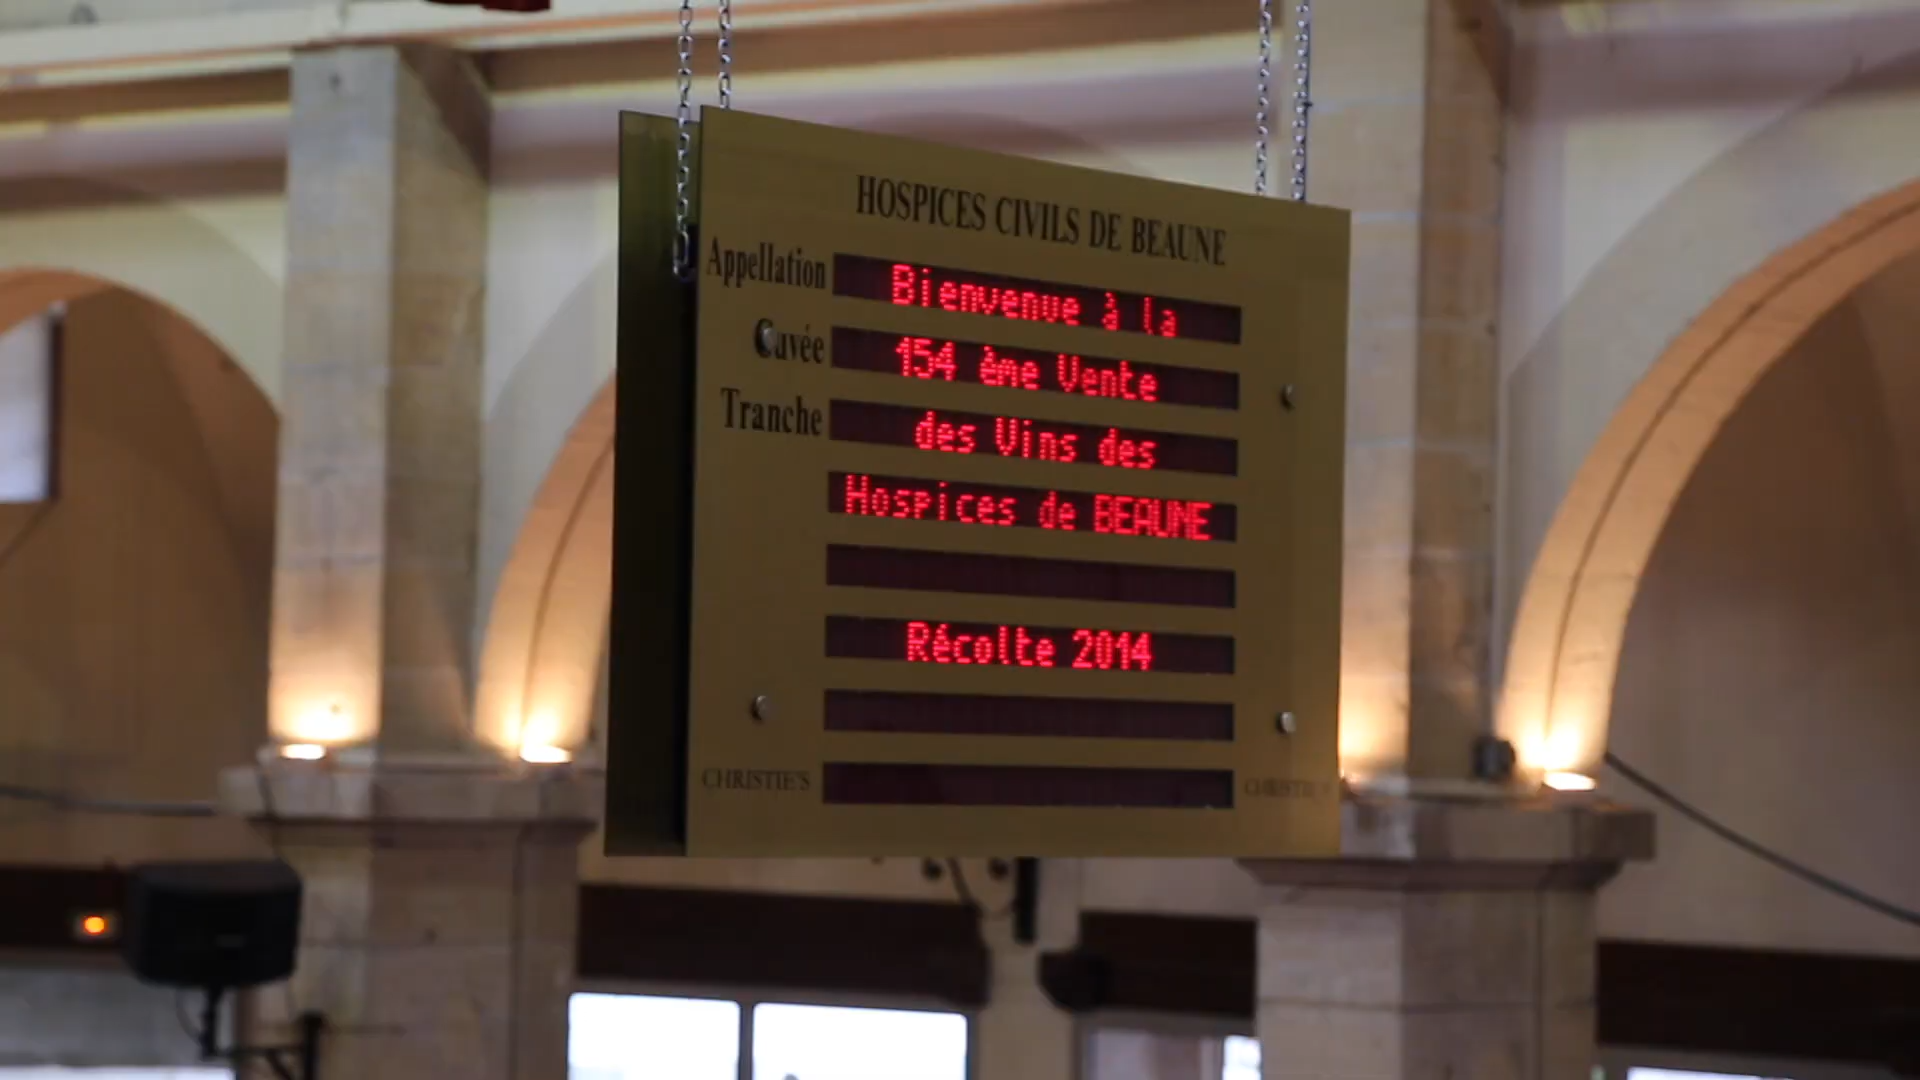 HOSPICES CIVILS DE BEAUNE
Appellation Bienvenue à la
Cuvée 154 ème Vente
Tranche des Vins des
Hospices de BEAUNE
Récolte 2014
CHRISTIE'S CHRISTIE'S